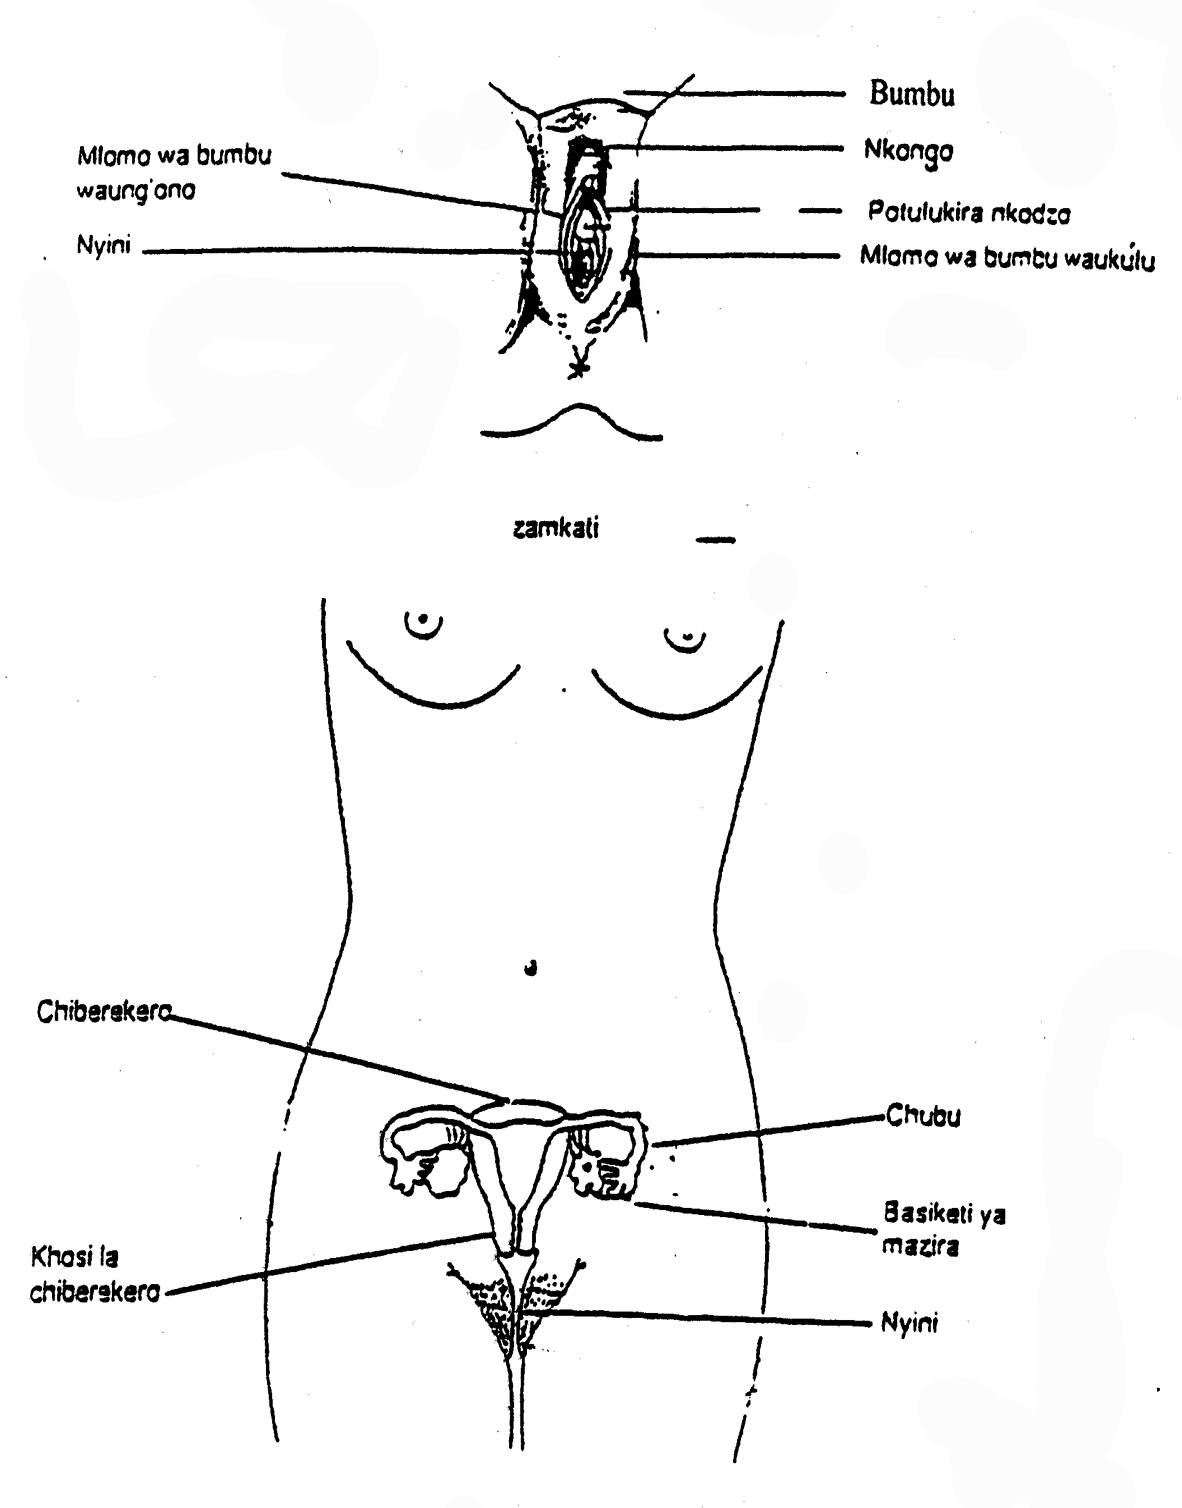 Bumbu
Mlomo wa bumbu
waung'ono
Nkongo
Potulukira nkodzo
Nyini
Mlomo wa bumbu waukulu
zamkati
Chiberekero
Chubu
Basiketi ya
mazira
Khosi la
chiberekero
Nyini